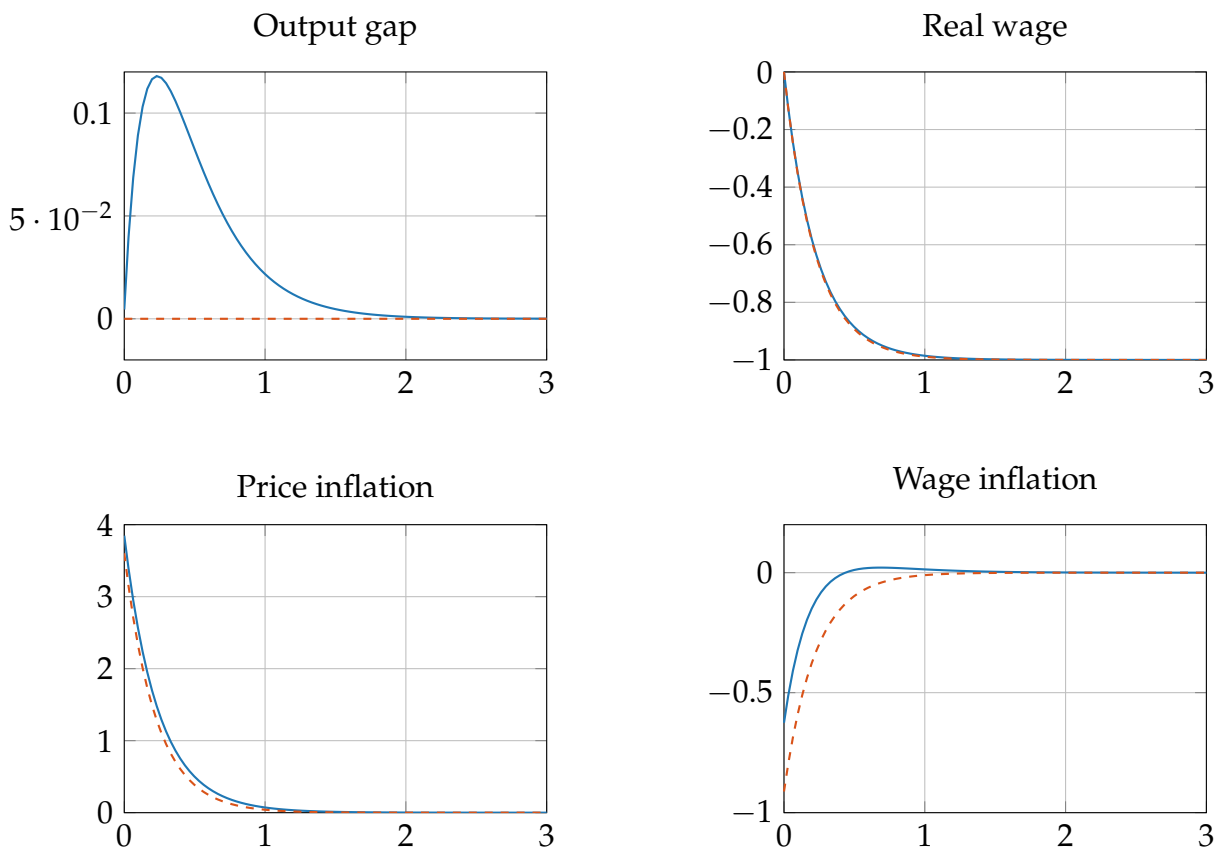 Output gap
0.1
5 · 10⁻²
0
0 1 2 3
Real wage
0
−0.2
−0.4
−0.6
−0.8
−1
0 1 2 3
Price inflation
4
3
2
1
0
0 1 2 3
Wage inflation
0
−0.5
−1
0 1 2 3